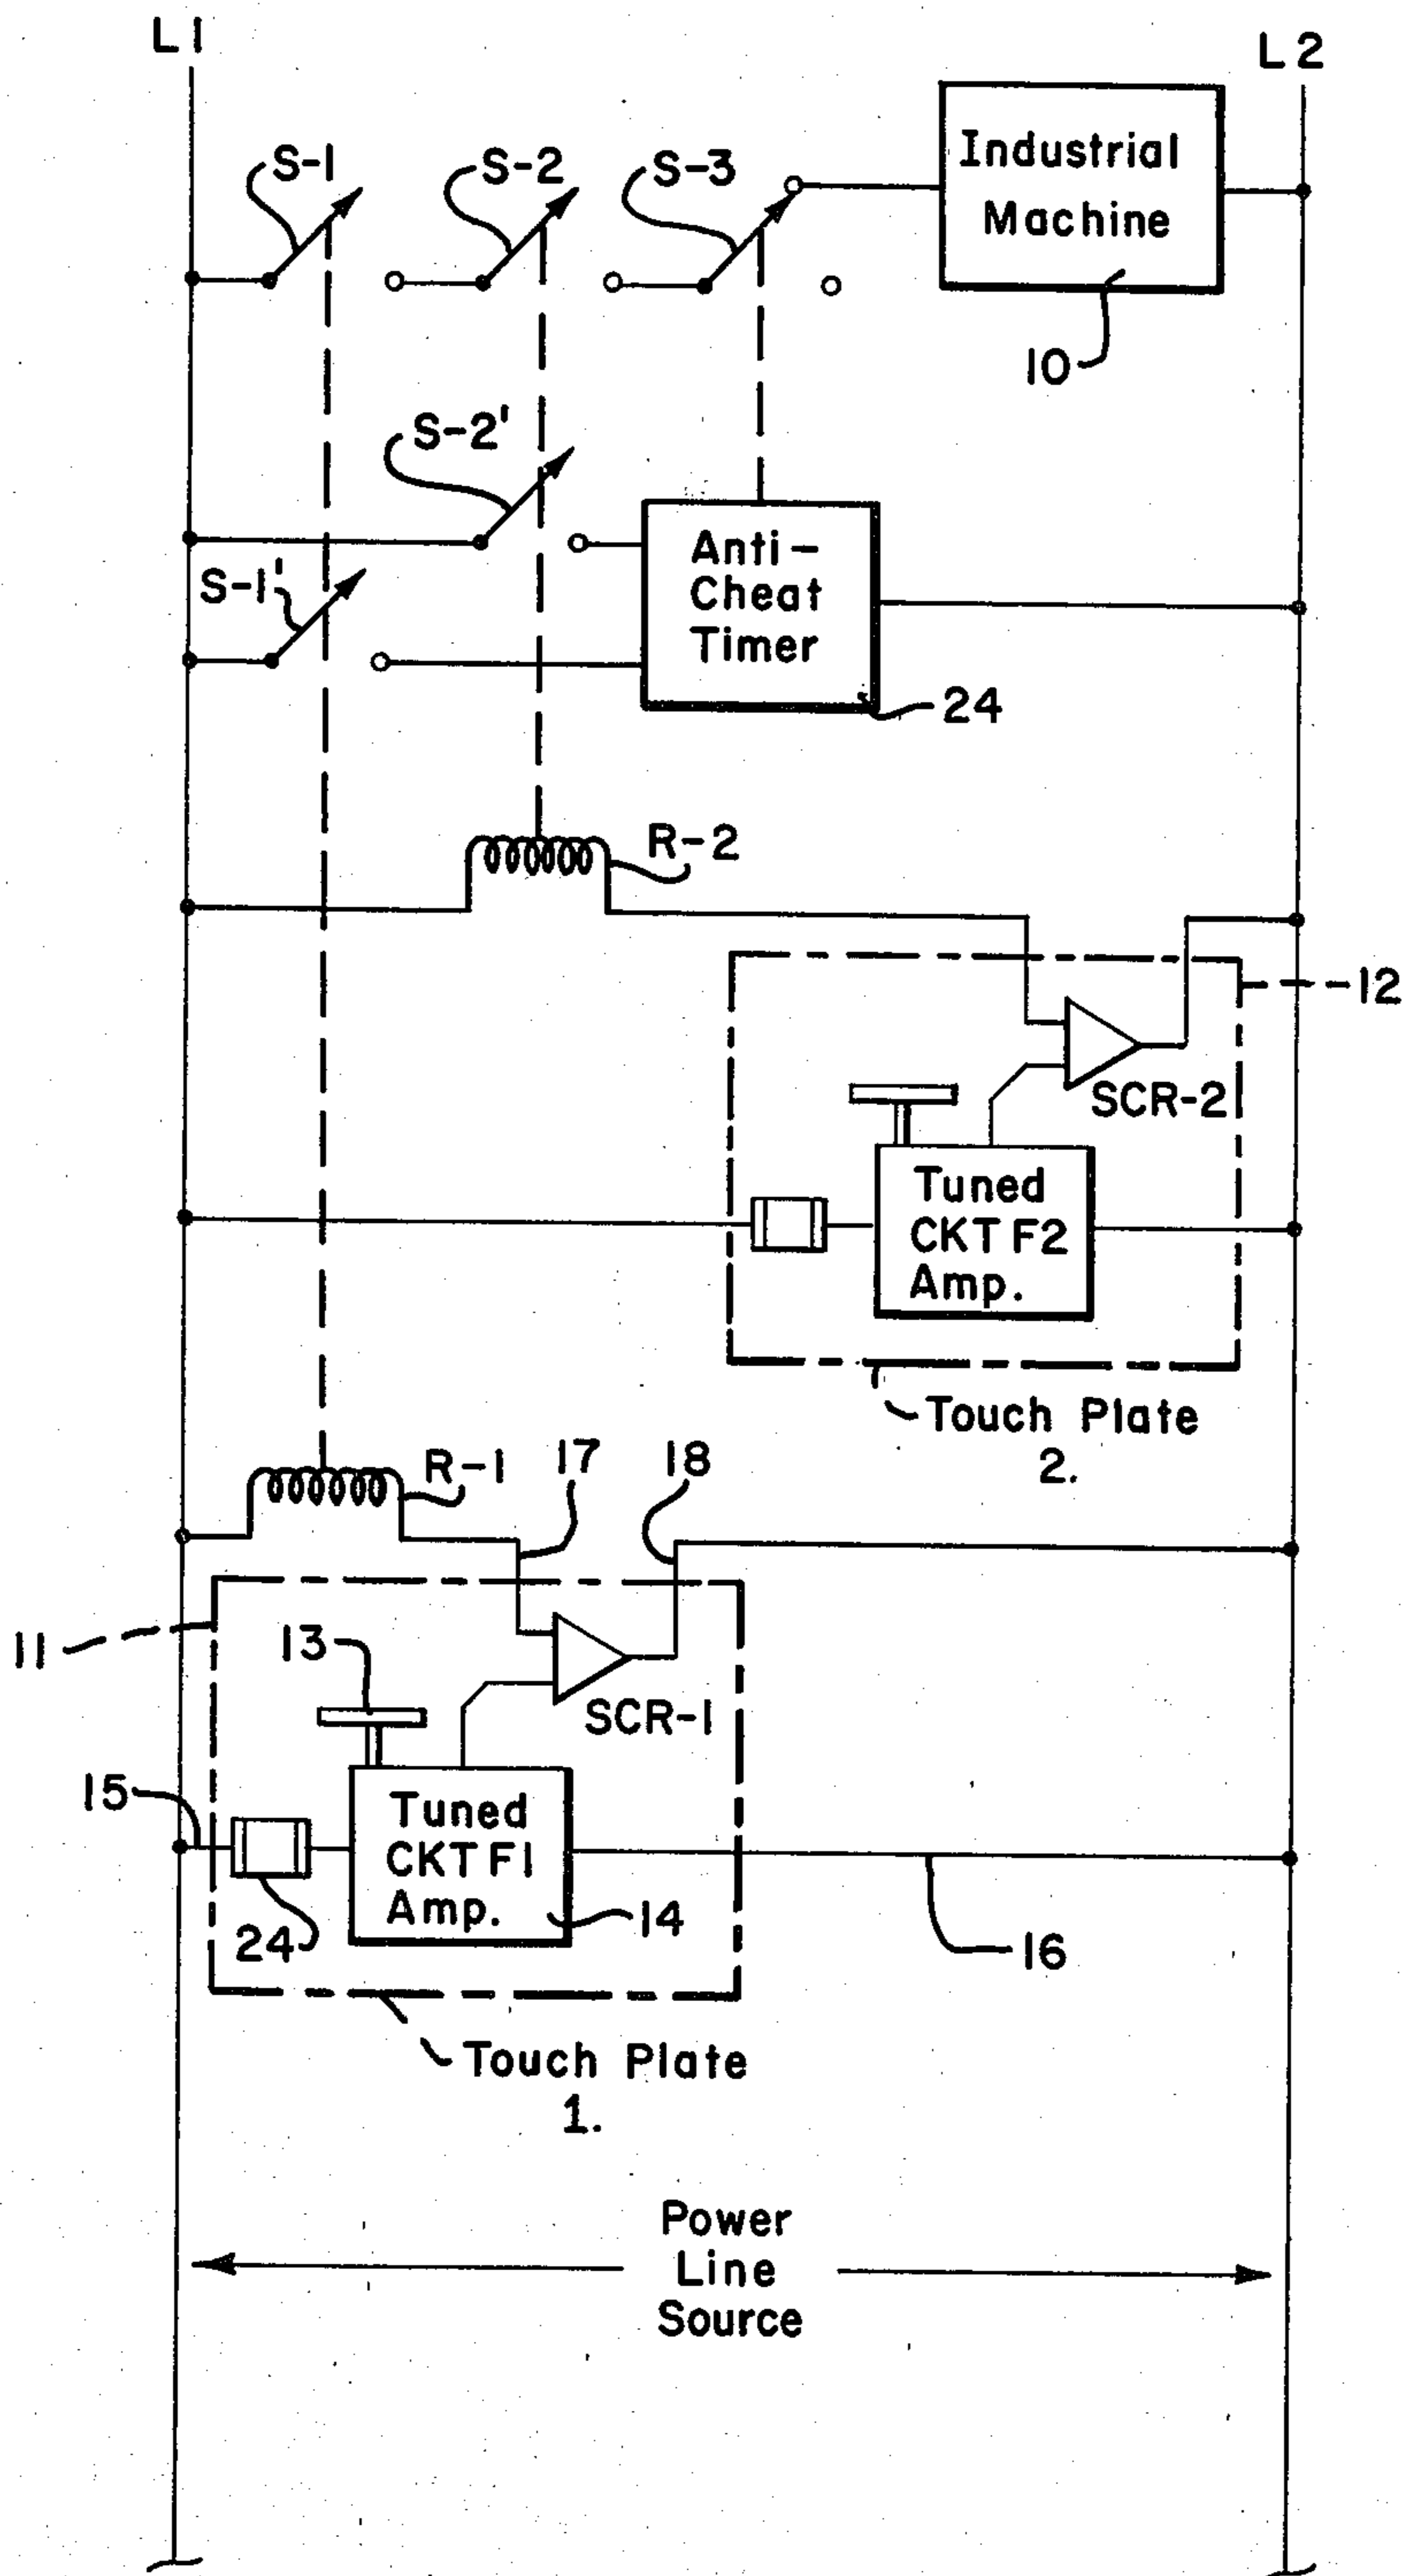 L1
L2
S-1
S-2
S-3
Industrial
Machine
10
S-2'
S-1'
Anti-
Cheat
Timer
24
R-2
12
SCR-2
Tuned
CKT F2
Amp.
Touch Plate
2.
R-1
17
18
11
13
SCR-1
15
Tuned
CKT F1
Amp.
14
24
16
Touch Plate
1.
Power
Line
Source